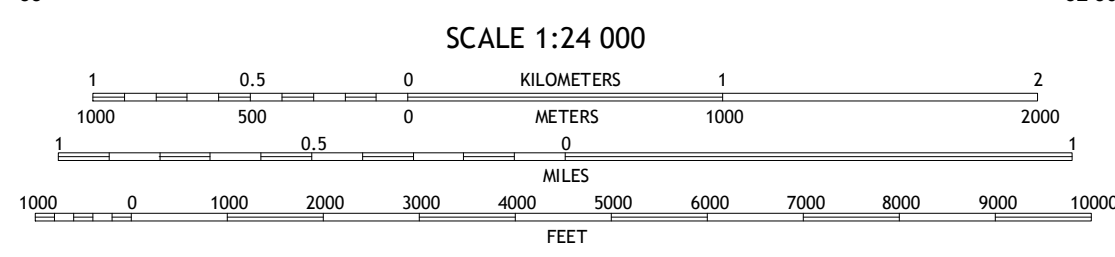 SCALE 1:24 000
1 0.5 0 KILOMETERS 1 2
1000 500 0 METERS 1000 2000
1 0.5 0 1
MILES
1000 0 1000 2000 3000 4000 5000 6000 7000 8000 9000 10000
FEET